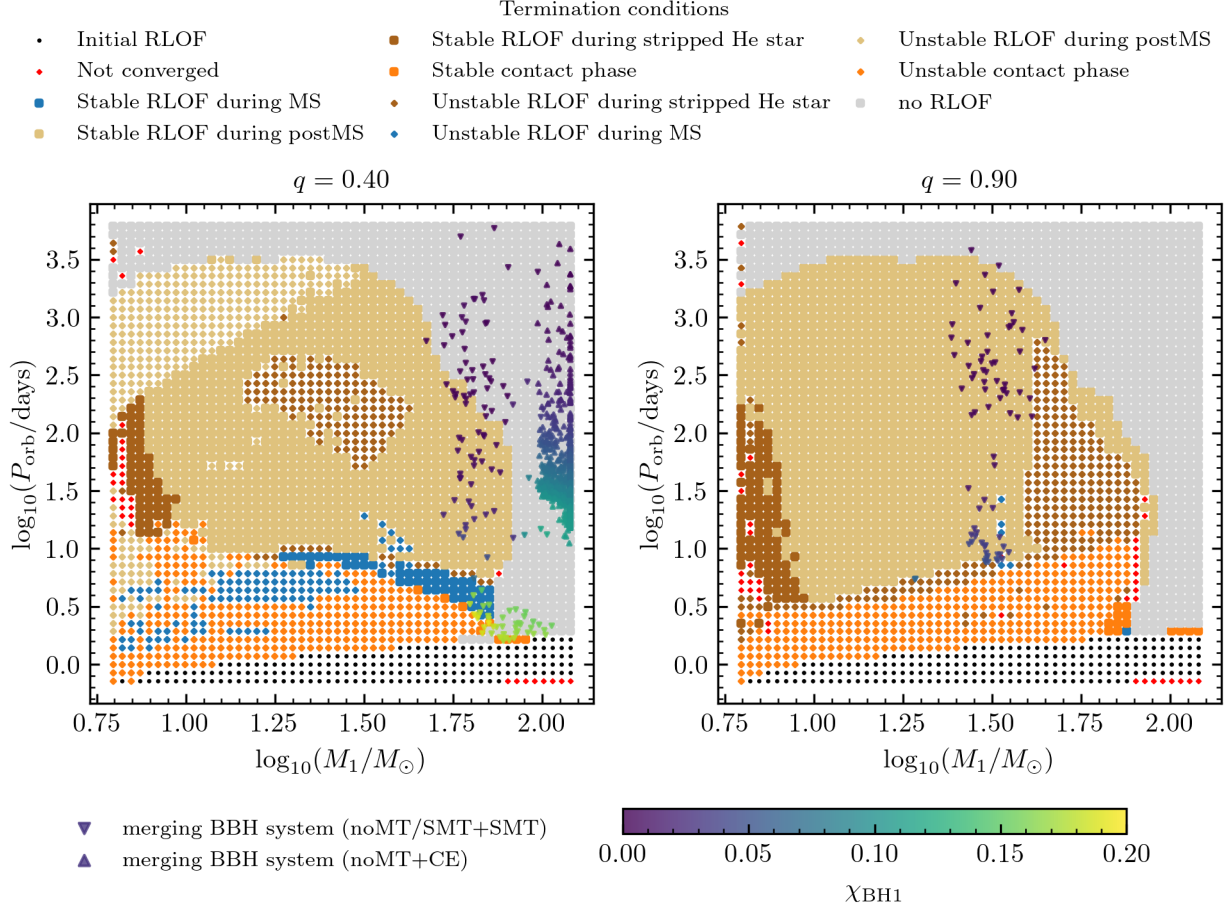 Termination conditions
Initial RLOF
Not converged
Stable RLOF during MS
Stable RLOF during postMS
Stable RLOF during stripped He star
Stable contact phase
Unstable RLOF during stripped He star
Unstable RLOF during MS
Unstable RLOF during postMS
Unstable contact phase
no RLOF
q = 0.40
q = 0.90
log₁₀(P_orb/days)
3.5
3.0
2.5
2.0
1.5
1.0
0.5
0.0
0.75 1.00 1.25 1.50 1.75 2.00
log₁₀(M₁/M⊙)
log₁₀(P_orb/days)
3.5
3.0
2.5
2.0
1.5
1.0
0.5
0.0
0.75 1.00 1.25 1.50 1.75 2.00
log₁₀(M₁/M⊙)
merging BBH system (noMT/SMT+SMT)
merging BBH system (noMT+CE)
0.00 0.05 0.10 0.15 0.20
χ_BH1